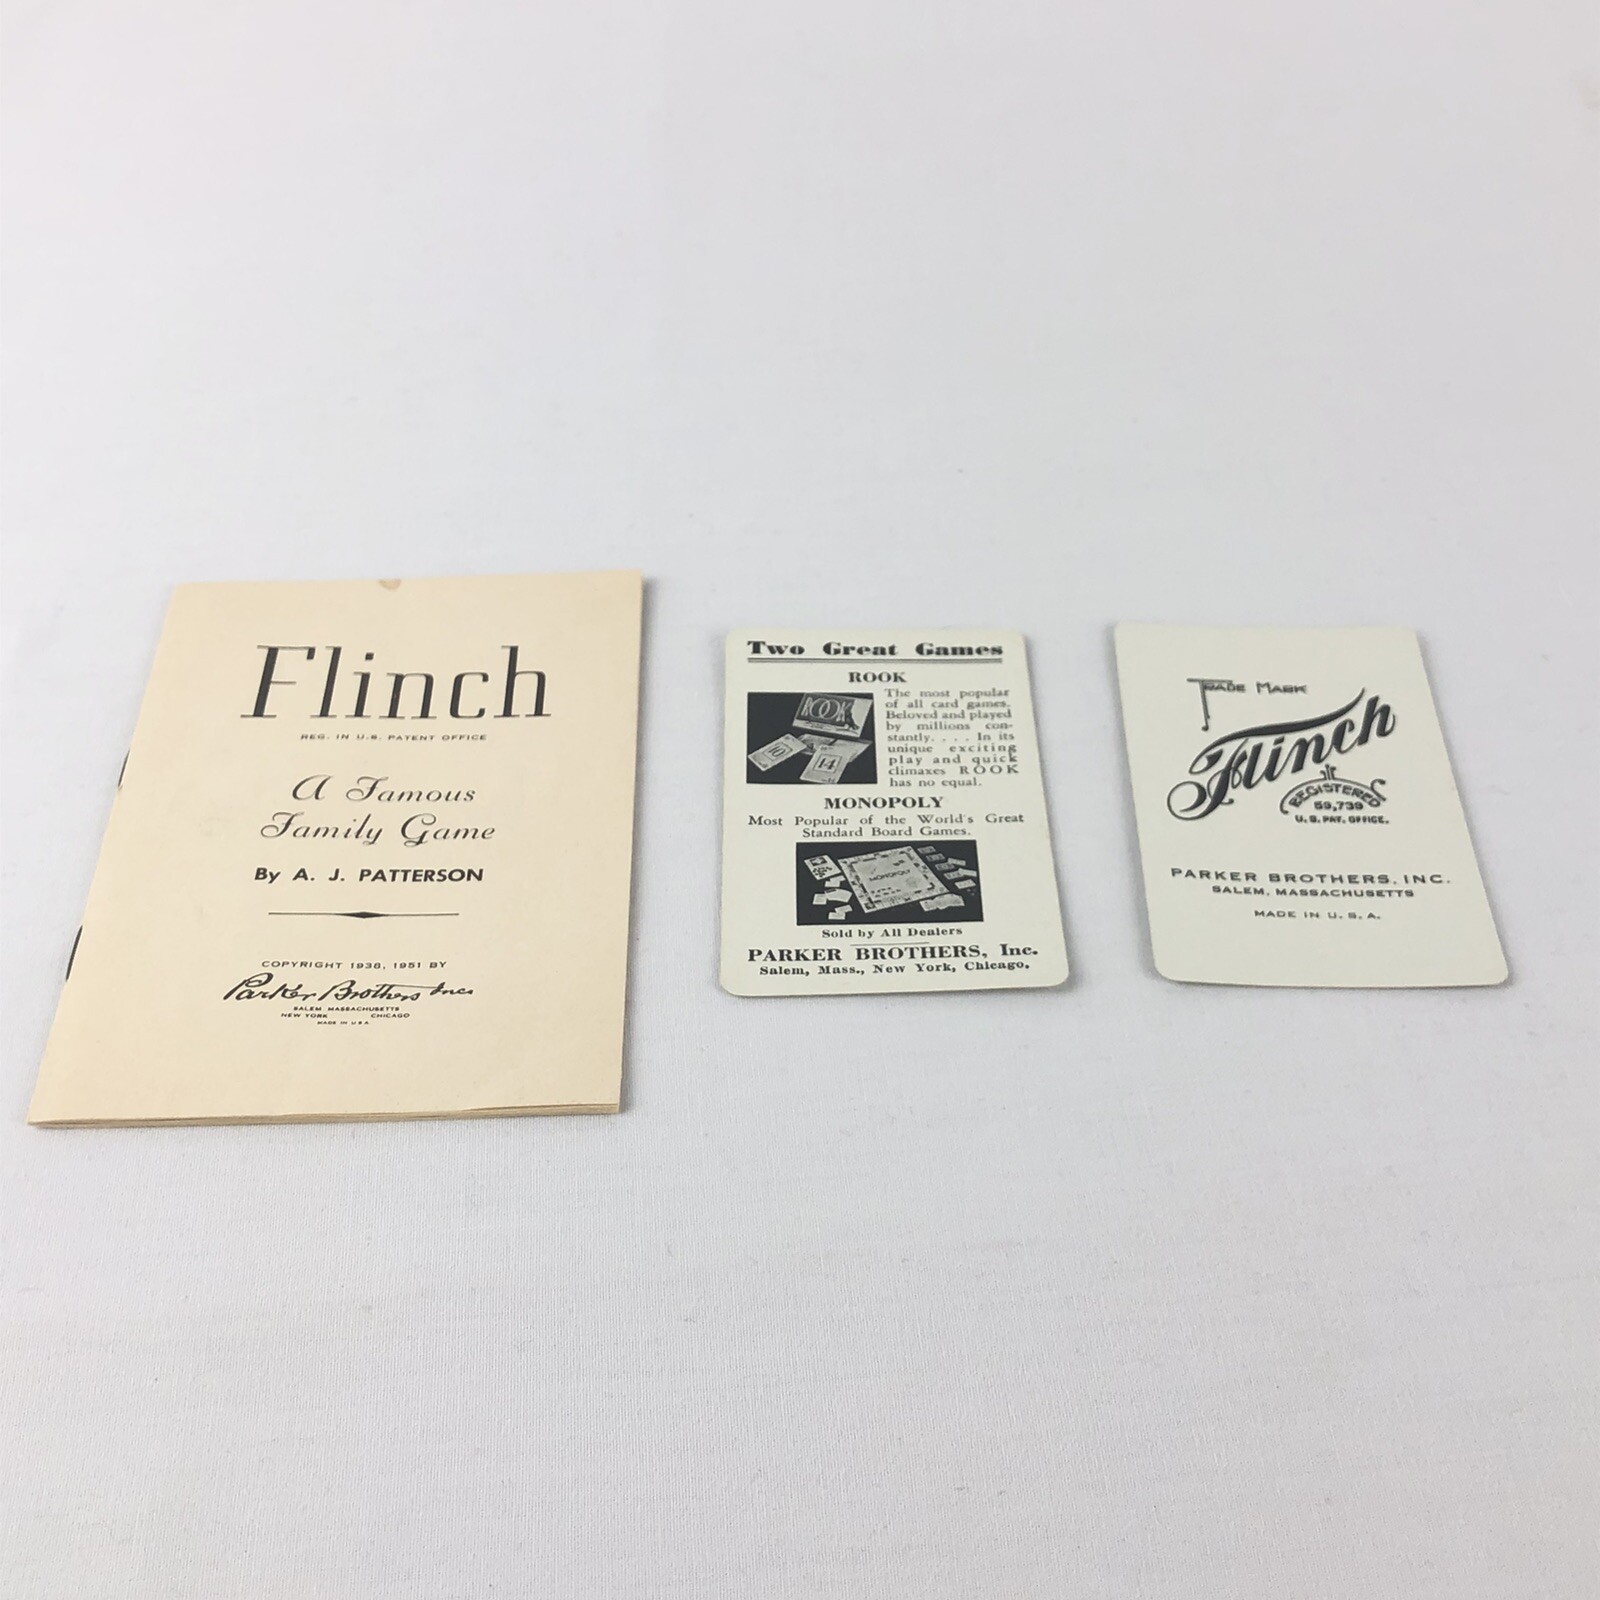 Flinch
REG. IN U.S. PATENT OFFICE
A Famous
Family Game
By A. J. PATTERSON
COPYRIGHT 1938, 1951 BY
Parker Brothers Inc.
SALEM MASSACHUSETTS
NEW YORK CHICAGO
MADE IN U S A
Two Great Games
ROOK
ROOK
10
14
The most popular
of all card games.
Beloved and played
by millions con-
stantly. . . . In its
unique exciting
play and quick
climaxes ROOK
has no equal.
MONOPOLY
Most Popular of the World's Great
Standard Board Games.
MONOPOLY
Sold by All Dealers
PARKER BROTHERS, Inc.
Salem, Mass., New York, Chicago.
TRADE MARK
Flinch
REGISTERED
59,739
U. S. PAT. OFFICE.
PARKER BROTHERS, INC.
SALEM, MASSACHUSETTS
MADE IN U. S. A.